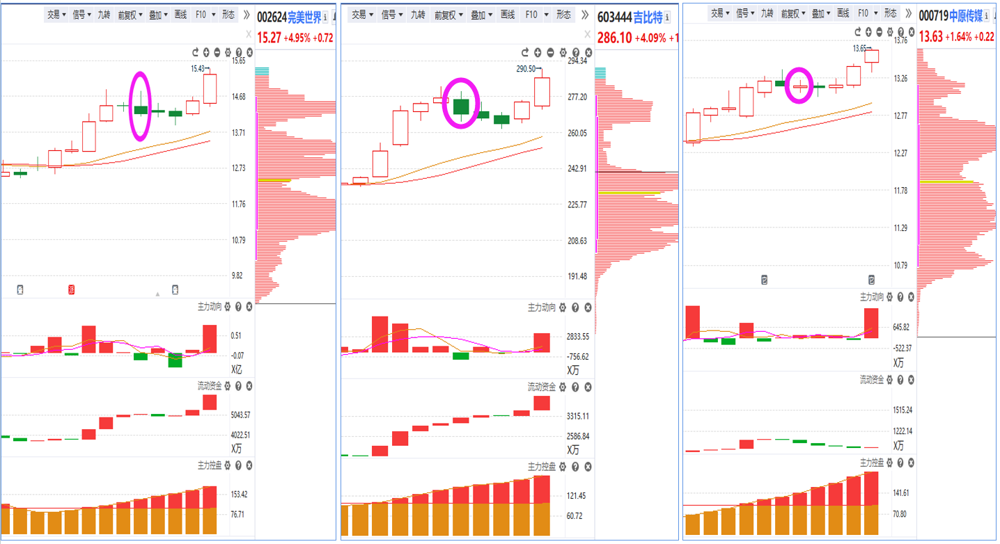 交易 信号 九转 前复权 叠加 画线 F10 形态
002624 完美世界
15.27 +4.95% +0.72
15.65
15.43
14.68
13.71
12.73
11.76
10.79
9.82
派
主力动向
0.51
-0.07
X亿
流动资金
5043.57
4022.51
X万
主力控盘
153.42
76.71
交易 信号 九转 前复权 叠加 画线 F10 形态
603444 吉比特
286.10 +4.09% +1
294.34
290.50
277.20
260.05
242.91
225.77
208.63
191.48
主力动向
2833.55
-756.62
X万
流动资金
3315.11
2586.84
X万
主力控盘
121.45
60.72
交易 信号 九转 前复权 叠加 画线 F10 形态
000719 中原传媒
13.63 +1.64% +0.22
13.76
13.65
13.26
12.77
12.27
11.78
11.29
10.79
主力动向
645.82
-522.37
X万
流动资金
1515.24
1222.14
X万
主力控盘
141.61
70.80